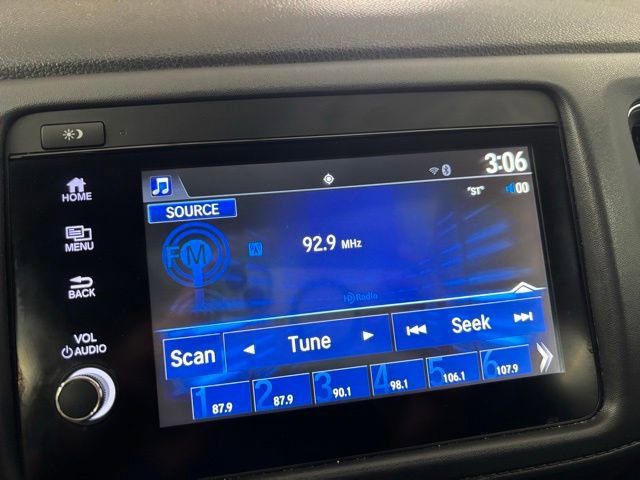 3:06
HOME
SOURCE
"ST" 00
MENU
FM
92.9 MHz
BACK
HD Radio
VOL
AUDIO
Scan
Tune
Seek
1 87.9
2 87.9
3 90.1
4 98.1
5 106.1
6 107.9